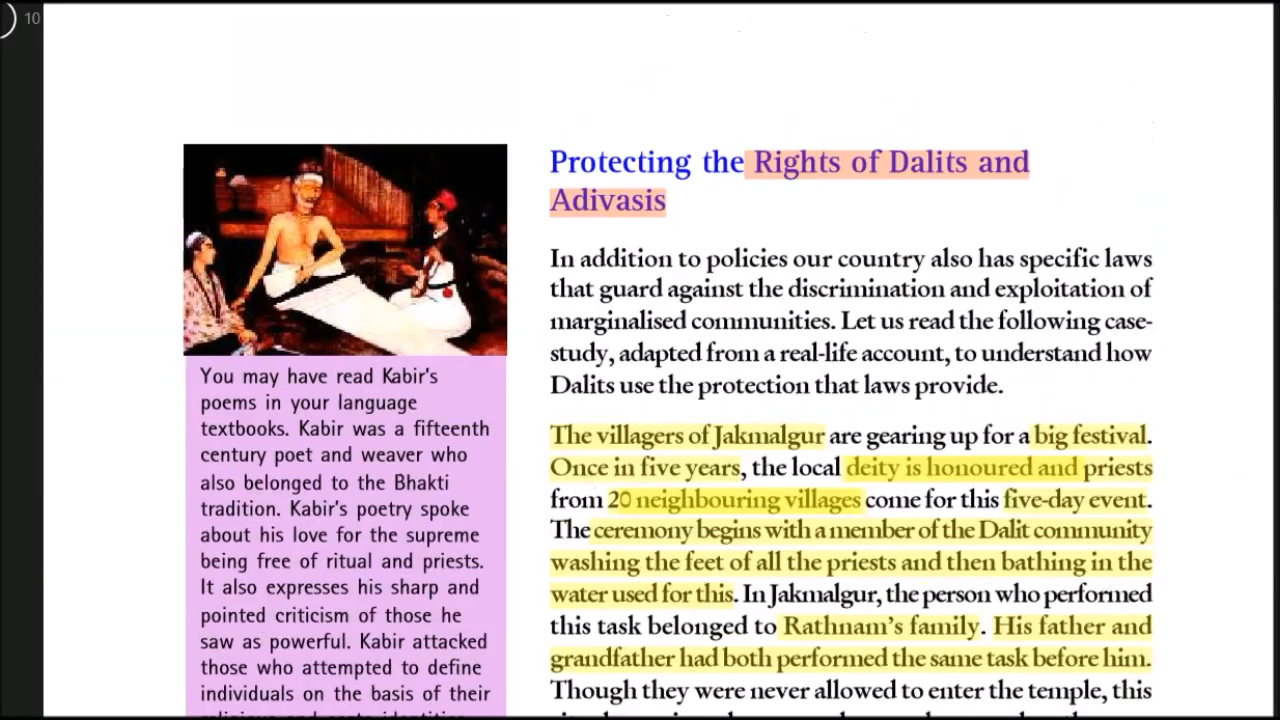 10
Protecting the Rights of Dalits and
Adivasis
In addition to policies our country also has specific laws
that guard against the discrimination and exploitation of
marginalised communities. Let us read the following case-
study, adapted from a real-life account, to understand how
Dalits use the protection that laws provide.
The villagers of Jakmalgur are gearing up for a big festival.
Once in five years, the local deity is honoured and priests
from 20 neighbouring villages come for this five-day event.
The ceremony begins with a member of the Dalit community
washing the feet of all the priests and then bathing in the
water used for this. In Jakmalgur, the person who performed
this task belonged to Rathnam's family. His father and
grandfather had both performed the same task before him.
Though they were never allowed to enter the temple, this
You may have read Kabir's
poems in your language
textbooks. Kabir was a fifteenth
century poet and weaver who
also belonged to the Bhakti
tradition. Kabir's poetry spoke
about his love for the supreme
being free of ritual and priests.
It also expresses his sharp and
pointed criticism of those he
saw as powerful. Kabir attacked
those who attempted to define
individuals on the basis of their